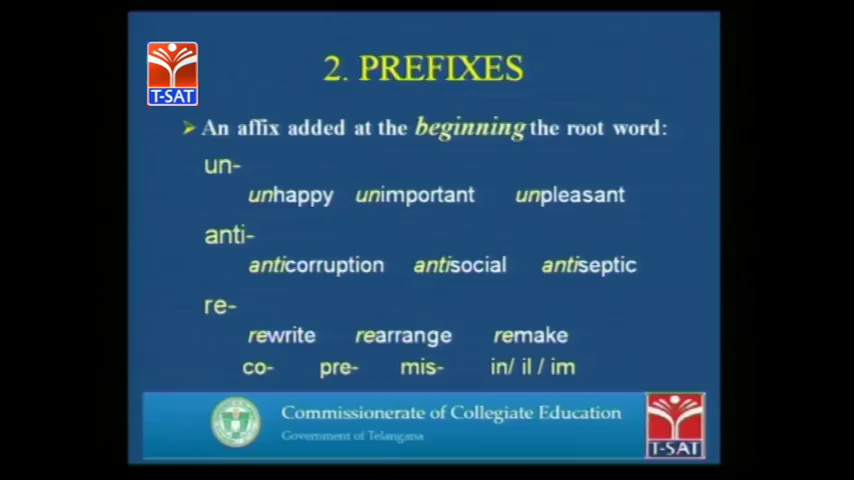 2. PREFIXES
T-SAT
An affix added at the beginning the root word:
un-
unhappy unimportant unpleasant
anti-
anticorruption antisocial antiseptic
re-
rewrite rearrange remake
co- pre- mis- in/ il / im
Commissionerate of Collegiate Education
Government of Telangana
T-SAT